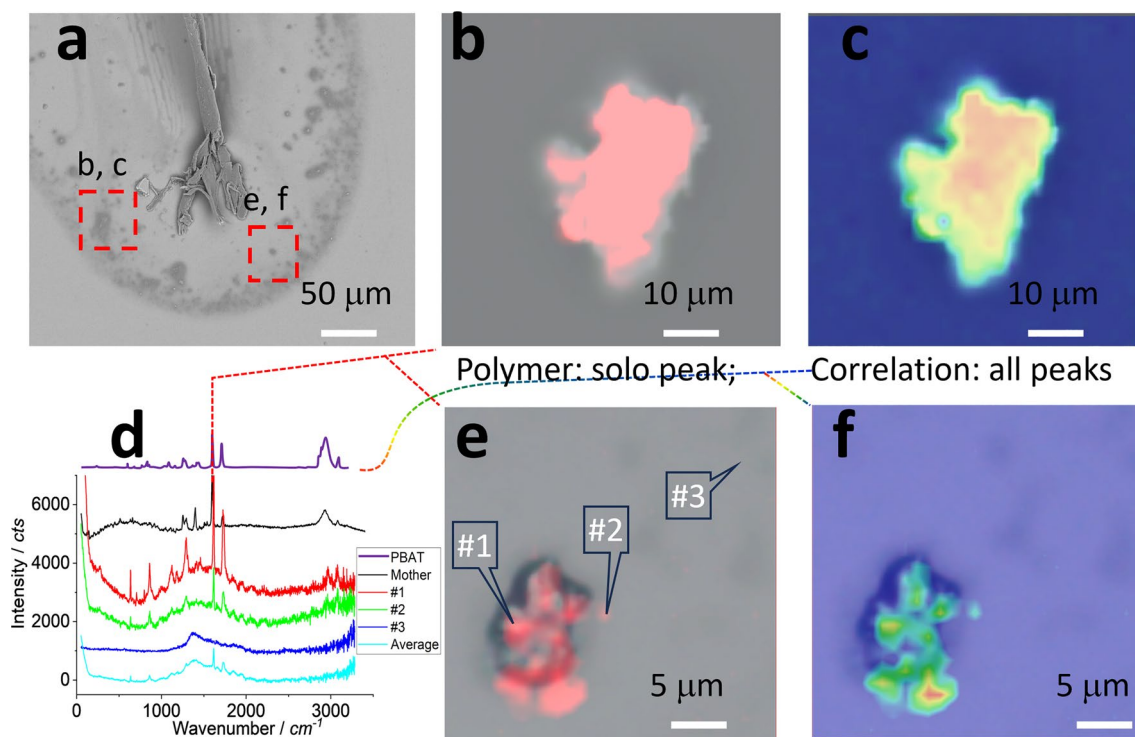 a
b, c
e, f
50 μm
b
10 μm
c
10 μm
Polymer: solo peak;
Correlation: all peaks
d
6000
4000
2000
0
Intensity / cts
0
1000
2000
3000
Wavenumber / cm-1
PBAT
Mother
#1
#2
#3
Average
e
#1
#2
#3
5 μm
f
5 μm